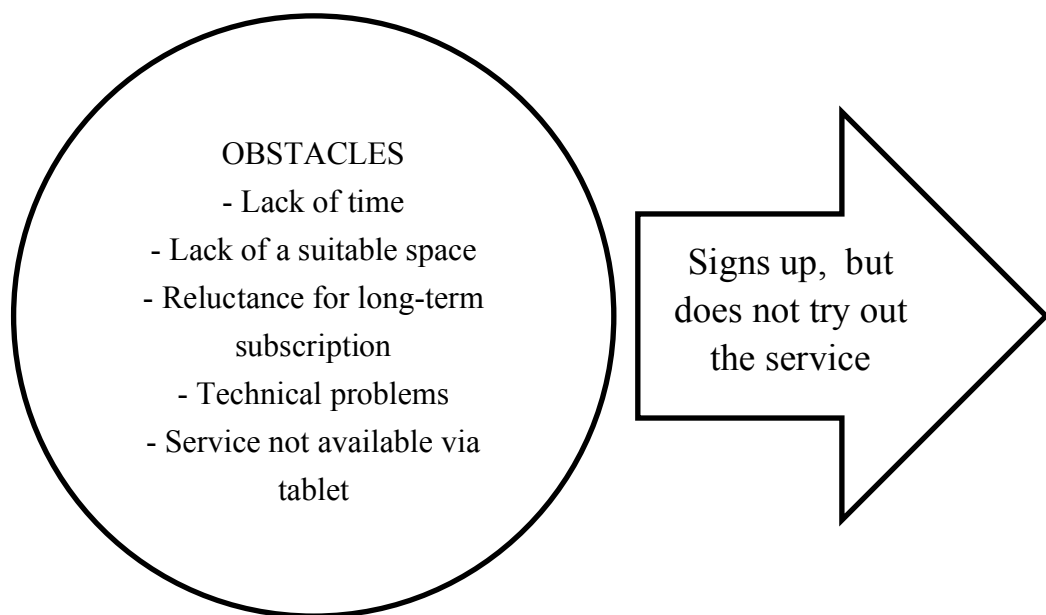 OBSTACLES
- Lack of time
- Lack of a suitable space
- Reluctance for long-term
subscription
- Technical problems
- Service not available via
tablet
Signs up,  but
does not try out
the service